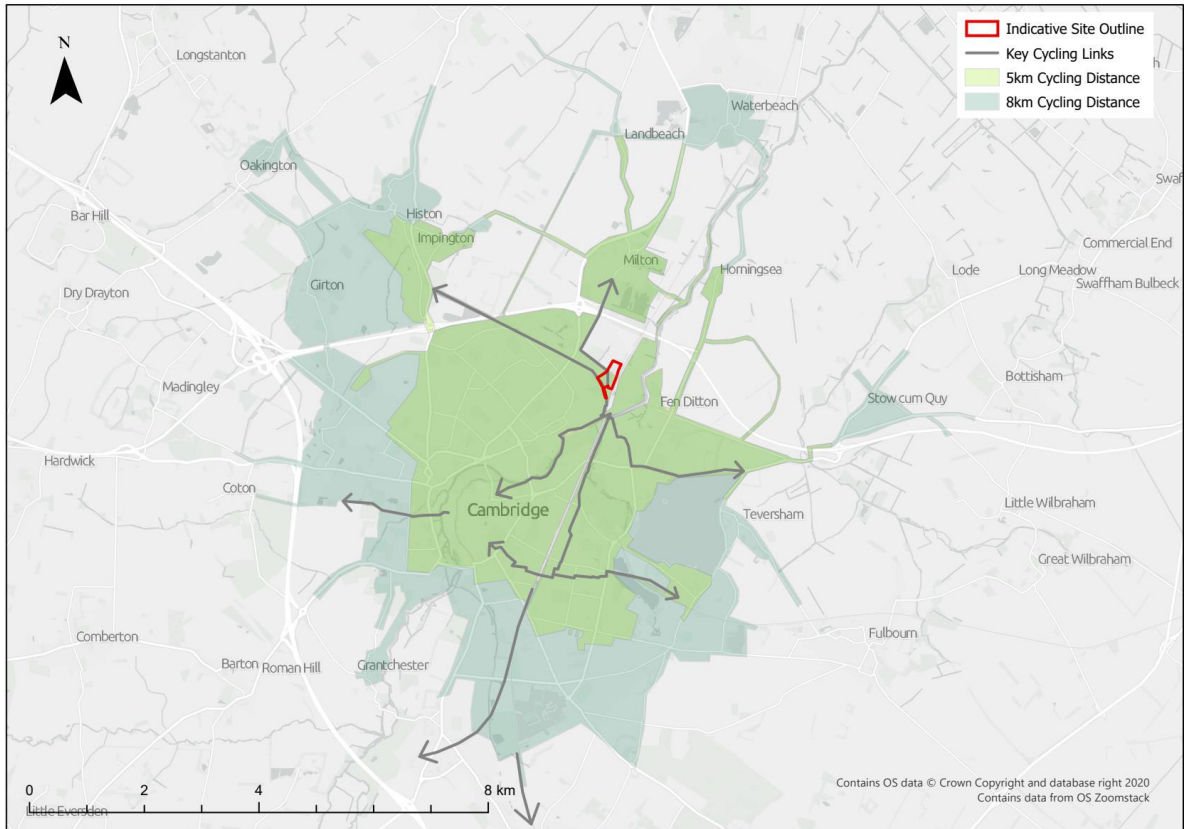 Indicative Site Outline
Key Cycling Links
5km Cycling Distance
8km Cycling Distance
N
Longstanton
Waterbeach
Landbeach
Oakington
Bar Hill
Histon
Impington
Milton
Horningsea
Commercial End
Girton
Lode
Long Meadow
Swaffham Bulbeck
Dry Drayton
Madingley
Bottisham
Fen Ditton
Stow cum Quy
Hardwick
Coton
Cambridge
Teversham
Little Wilbraham
Great Wilbraham
Comberton
Barton
Roman Hill
Grantchester
Fulbourn
0
2
4
8 km
Little Eversden
Contains OS data © Crown Copyright and database right 2020
Contains data from OS Zoomstack